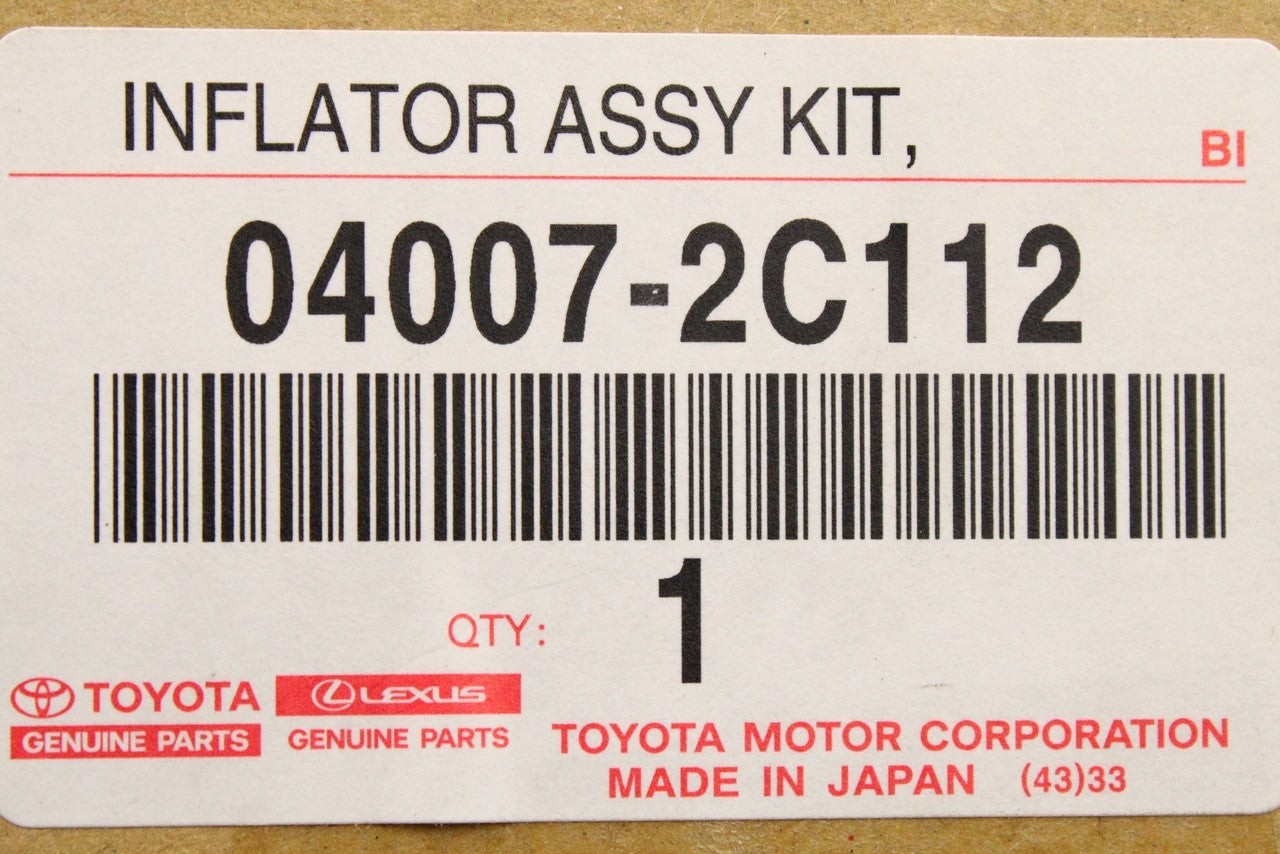 INFLATOR ASSY KIT,
BI
04007-2C112
QTY: 1
TOYOTA
GENUINE PARTS
LEXUS
GENUINE PARTS
TOYOTA MOTOR CORPORATION
MADE IN JAPAN (43)33